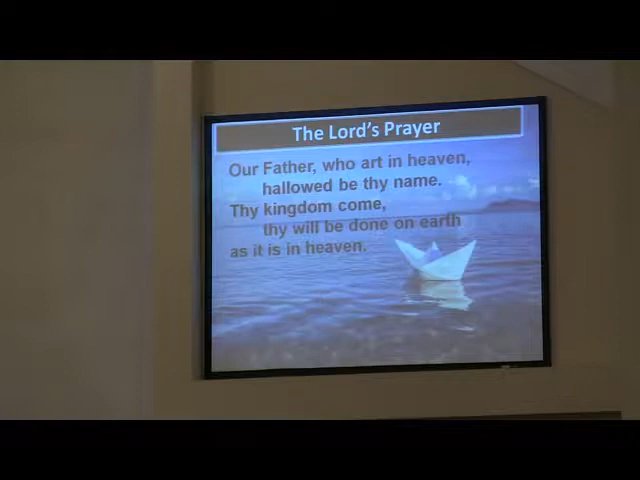 The Lord's Prayer
Our Father, who art in heaven,
hallowed be thy name.
Thy kingdom come,
thy will be done on earth
as it is in heaven.